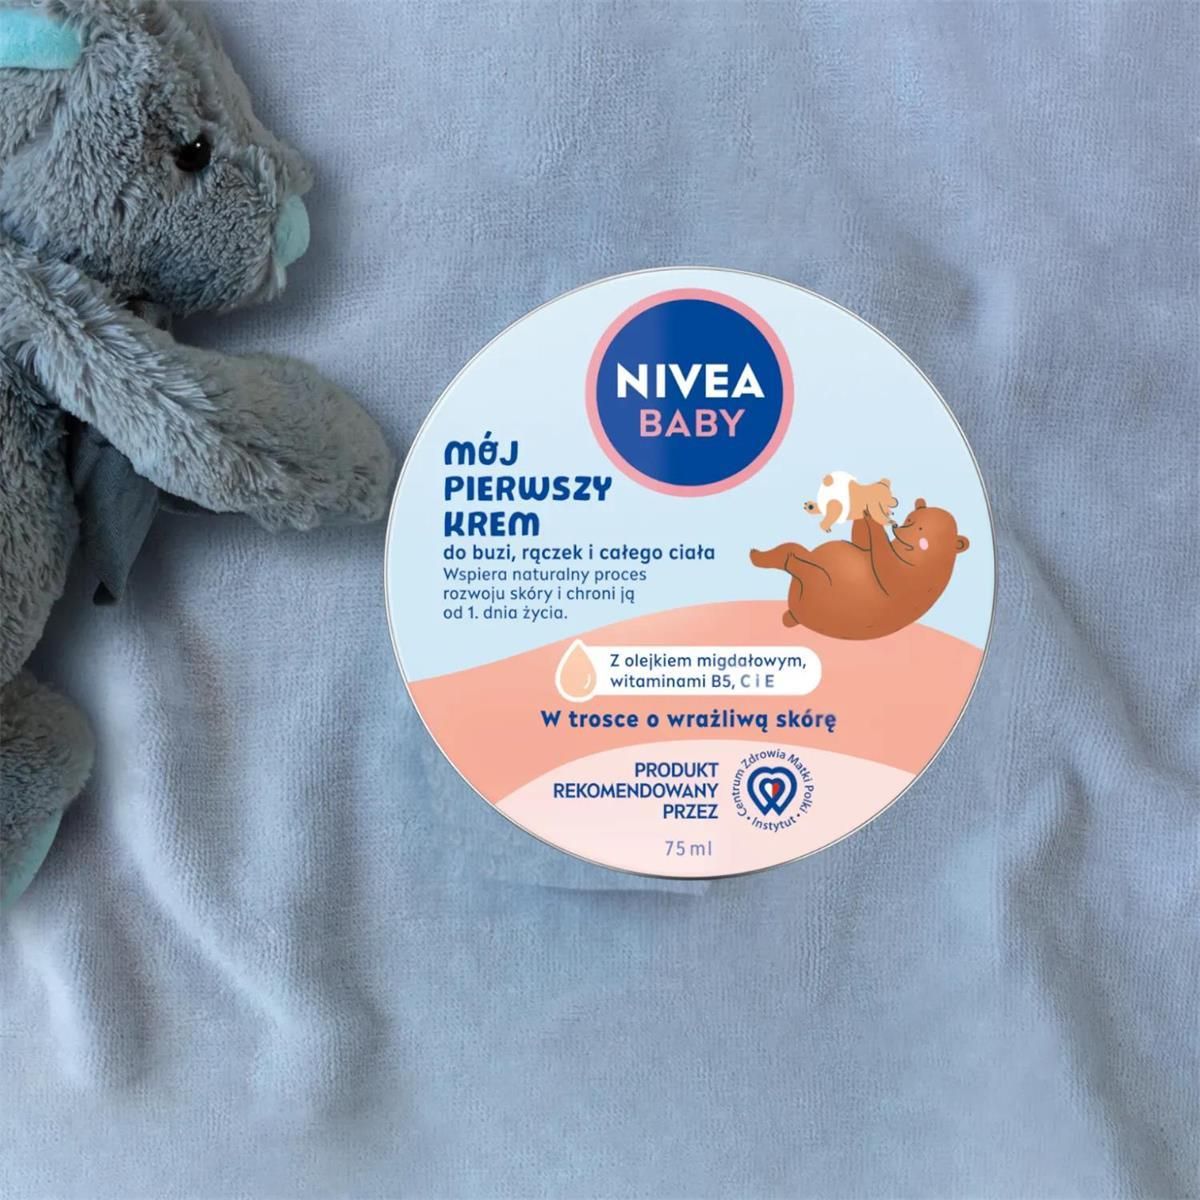 NIVEA
BABY
MÓJ
PIERWSZY
KREM
do buzi, rączek i całego ciała
Wspiera naturalny proces
rozwoju skóry i chroni ją
od 1. dnia życia.
Z olejkiem migdałowym,
witaminami B5, C i E
W trosce o wrażliwą skórę
PRODUKT
REKOMENDOWANY
PRZEZ
Centrum Zdrowia Matki Polki
• Instytut •
75 ml